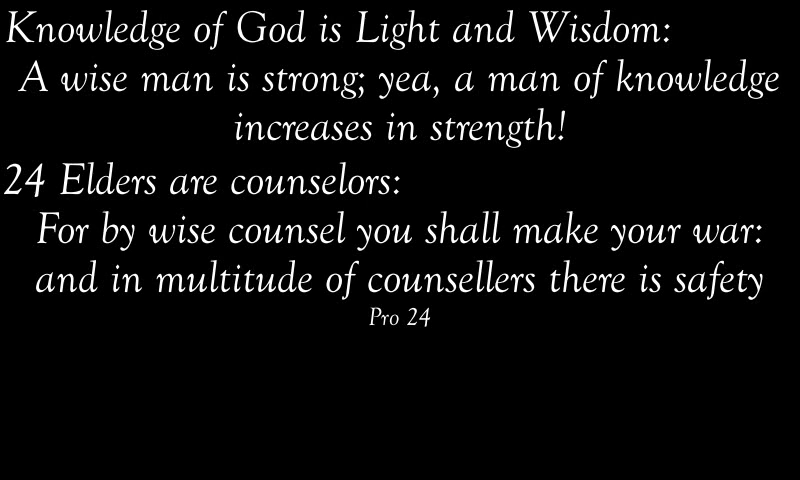 Knowledge of God is Light and Wisdom:
A wise man is strong; yea, a man of knowledge
increases in strength!
24 Elders are counselors:
For by wise counsel you shall make your war:
and in multitude of counsellers there is safety
Pro 24